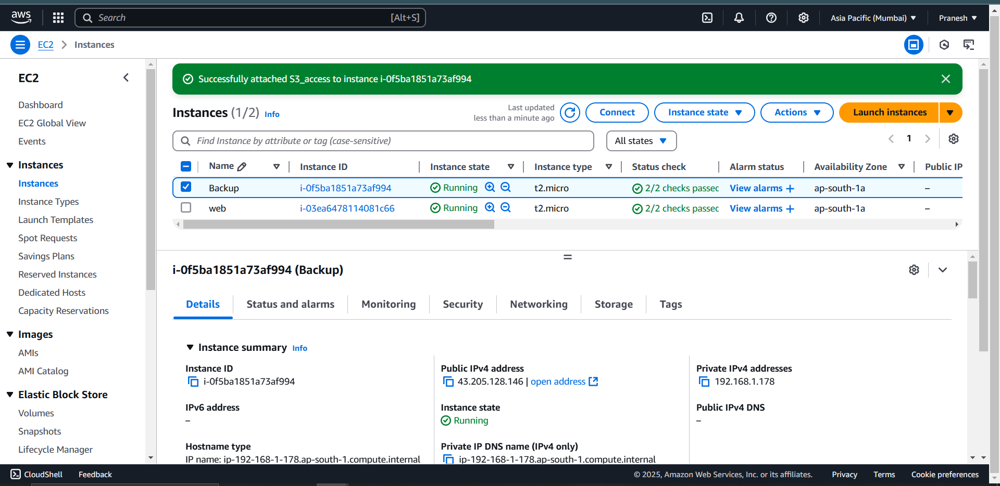 aws
Search [Alt+S]
Asia Pacific (Mumbai)
Pranesh
EC2
Instances
EC2
Dashboard
EC2 Global View
Events
Instances
Instances
Instance Types
Launch Templates
Spot Requests
Savings Plans
Reserved Instances
Dedicated Hosts
Capacity Reservations
Images
AMIs
AMI Catalog
Elastic Block Store
Volumes
Snapshots
Lifecycle Manager
Successfully attached S3_access to instance i-0f5ba1851a73af994
Instances (1/2) Info
Last updated
less than a minute ago
Connect
Instance state
Actions
Launch instances
Find Instance by attribute or tag (case-sensitive)
All states
1
Name Instance ID Instance state Instance type Status check Alarm status Availability Zone Public IP
Backup i-0f5ba1851a73af994 Running t2.micro 2/2 checks passec View alarms + ap-south-1a –
web i-03ea6478114081c66 Running t2.micro 2/2 checks passec View alarms + ap-south-1a –
i-0f5ba1851a73af994 (Backup)
Details Status and alarms Monitoring Security Networking Storage Tags
Instance summary Info
Instance ID
i-0f5ba1851a73af994
Public IPv4 address
43.205.128.146 | open address
Private IPv4 addresses
192.168.1.178
IPv6 address
–
Instance state
Running
Public IPv4 DNS
–
Hostname type
IP name: ip-192-168-1-178.ap-south-1.compute.internal
Private IP DNS name (IPv4 only)
ip-192-168-1-178.ap-south-1.compute.internal
CloudShell Feedback © 2025, Amazon Web Services, Inc. or its affiliates. Privacy Terms Cookie preferences